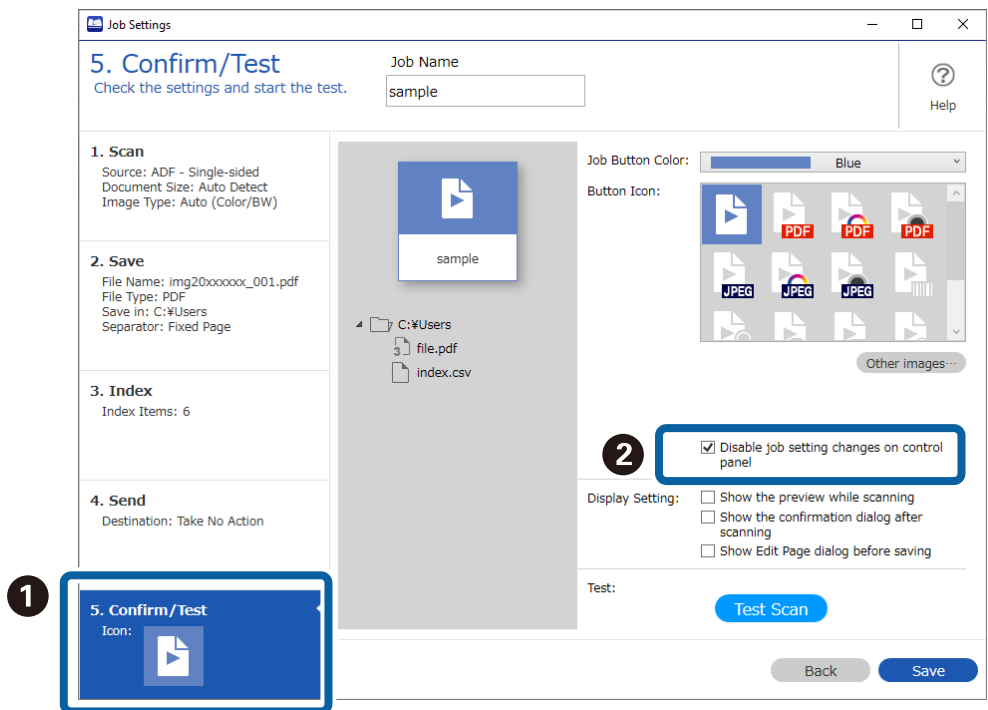 Job Settings
5. Confirm/Test
Check the settings and start the test.
Job Name
sample
Help
1. Scan
Source: ADF - Single-sided
Document Size: Auto Detect
Image Type: Auto (Color/BW)
2. Save
File Name: img20xxxxxx_001.pdf
File Type: PDF
Save in: C:¥Users
Separator: Fixed Page
3. Index
Index Items: 6
4. Send
Destination: Take No Action
1
5. Confirm/Test
Icon:
sample
C:¥Users
3 file.pdf
index.csv
Job Button Color: Blue
Button Icon:
PDF PDF PDF
JPEG JPEG JPEG
Other images…
2
Disable job setting changes on control
panel
Display Setting: Show the preview while scanning
Show the confirmation dialog after
scanning
Show Edit Page dialog before saving
Test:
Test Scan
Back Save